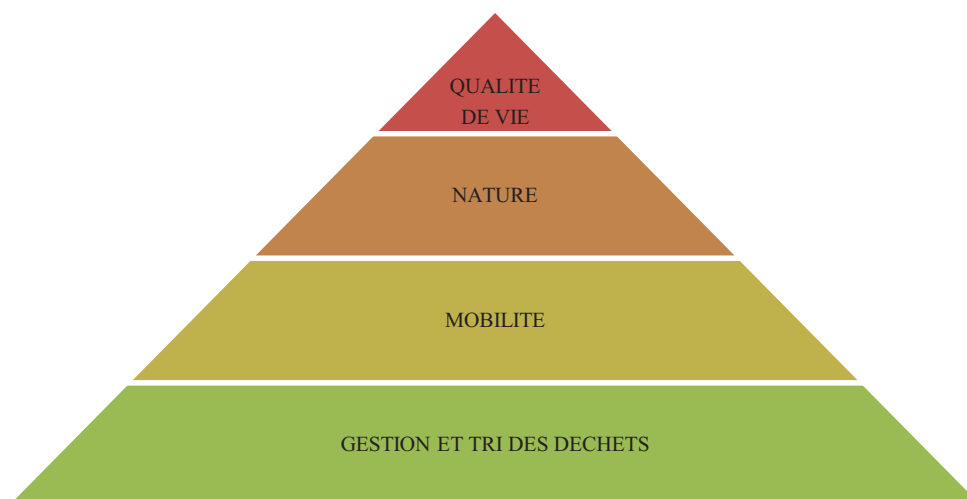 QUALITE
DE VIE
NATURE
MOBILITE
GESTION ET TRI DES DECHETS